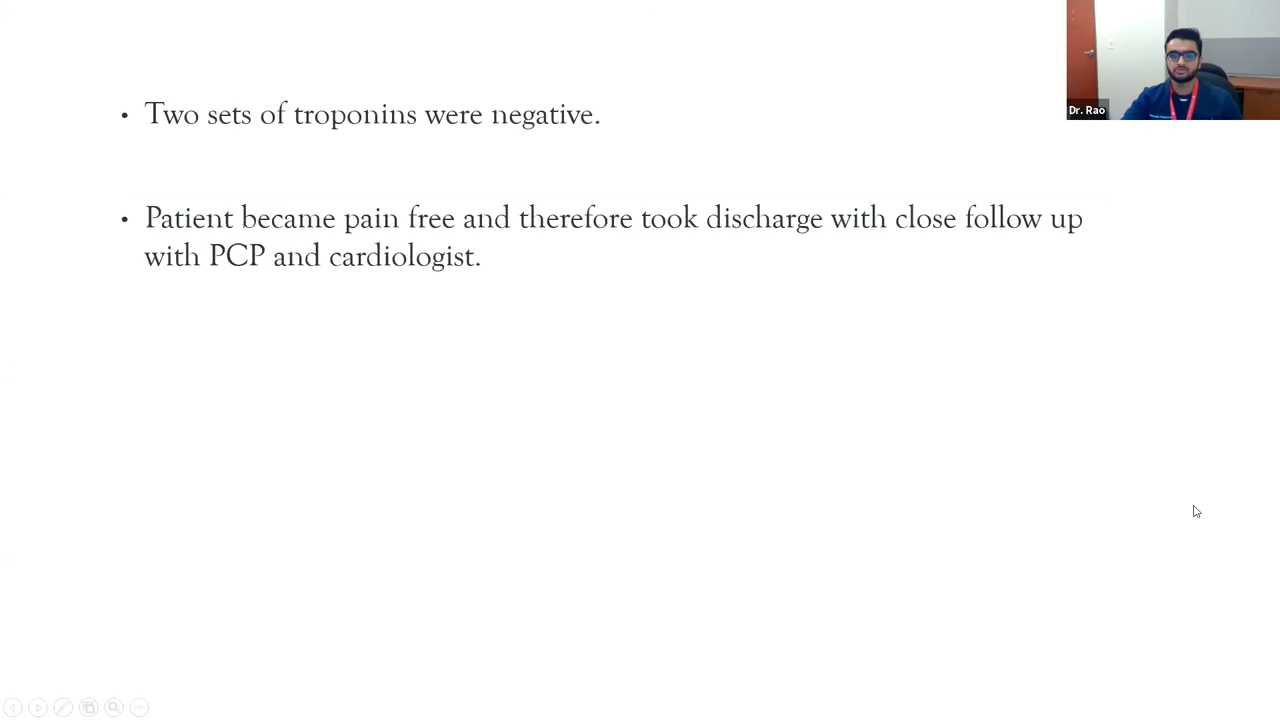 • Two sets of troponins were negative.
Dr. Rao
• Patient became pain free and therefore took discharge with close follow up
with PCP and cardiologist.